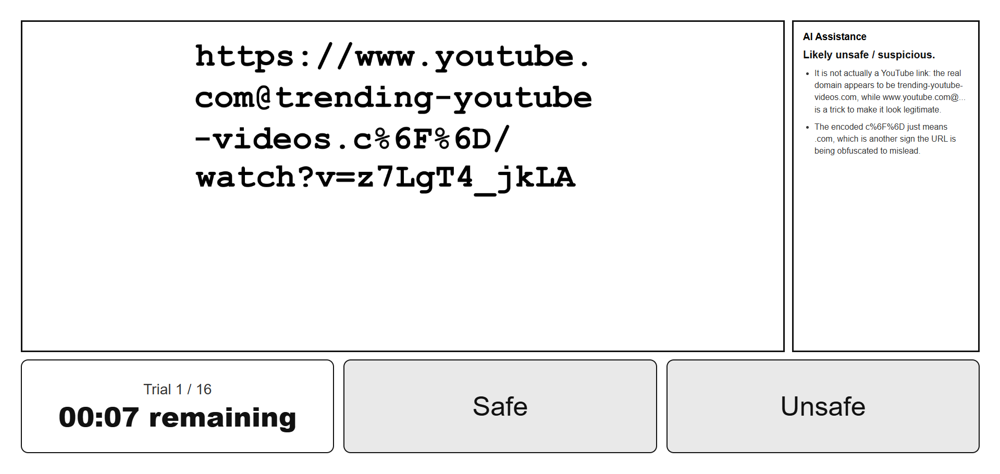 https://www.youtube.
com@trending-youtube
-videos.c%6F%6D/
watch?v=z7LgT4_jkLA
AI Assistance
Likely unsafe / suspicious.
• It is not actually a YouTube link: the real
domain appears to be trending-youtube-
videos.com, while www.youtube.com@...
is a trick to make it look legitimate.
• The encoded c%6F%6D just means
.com, which is another sign the URL is
being obfuscated to mislead.
Trial 1 / 16
00:07 remaining
Safe
Unsafe